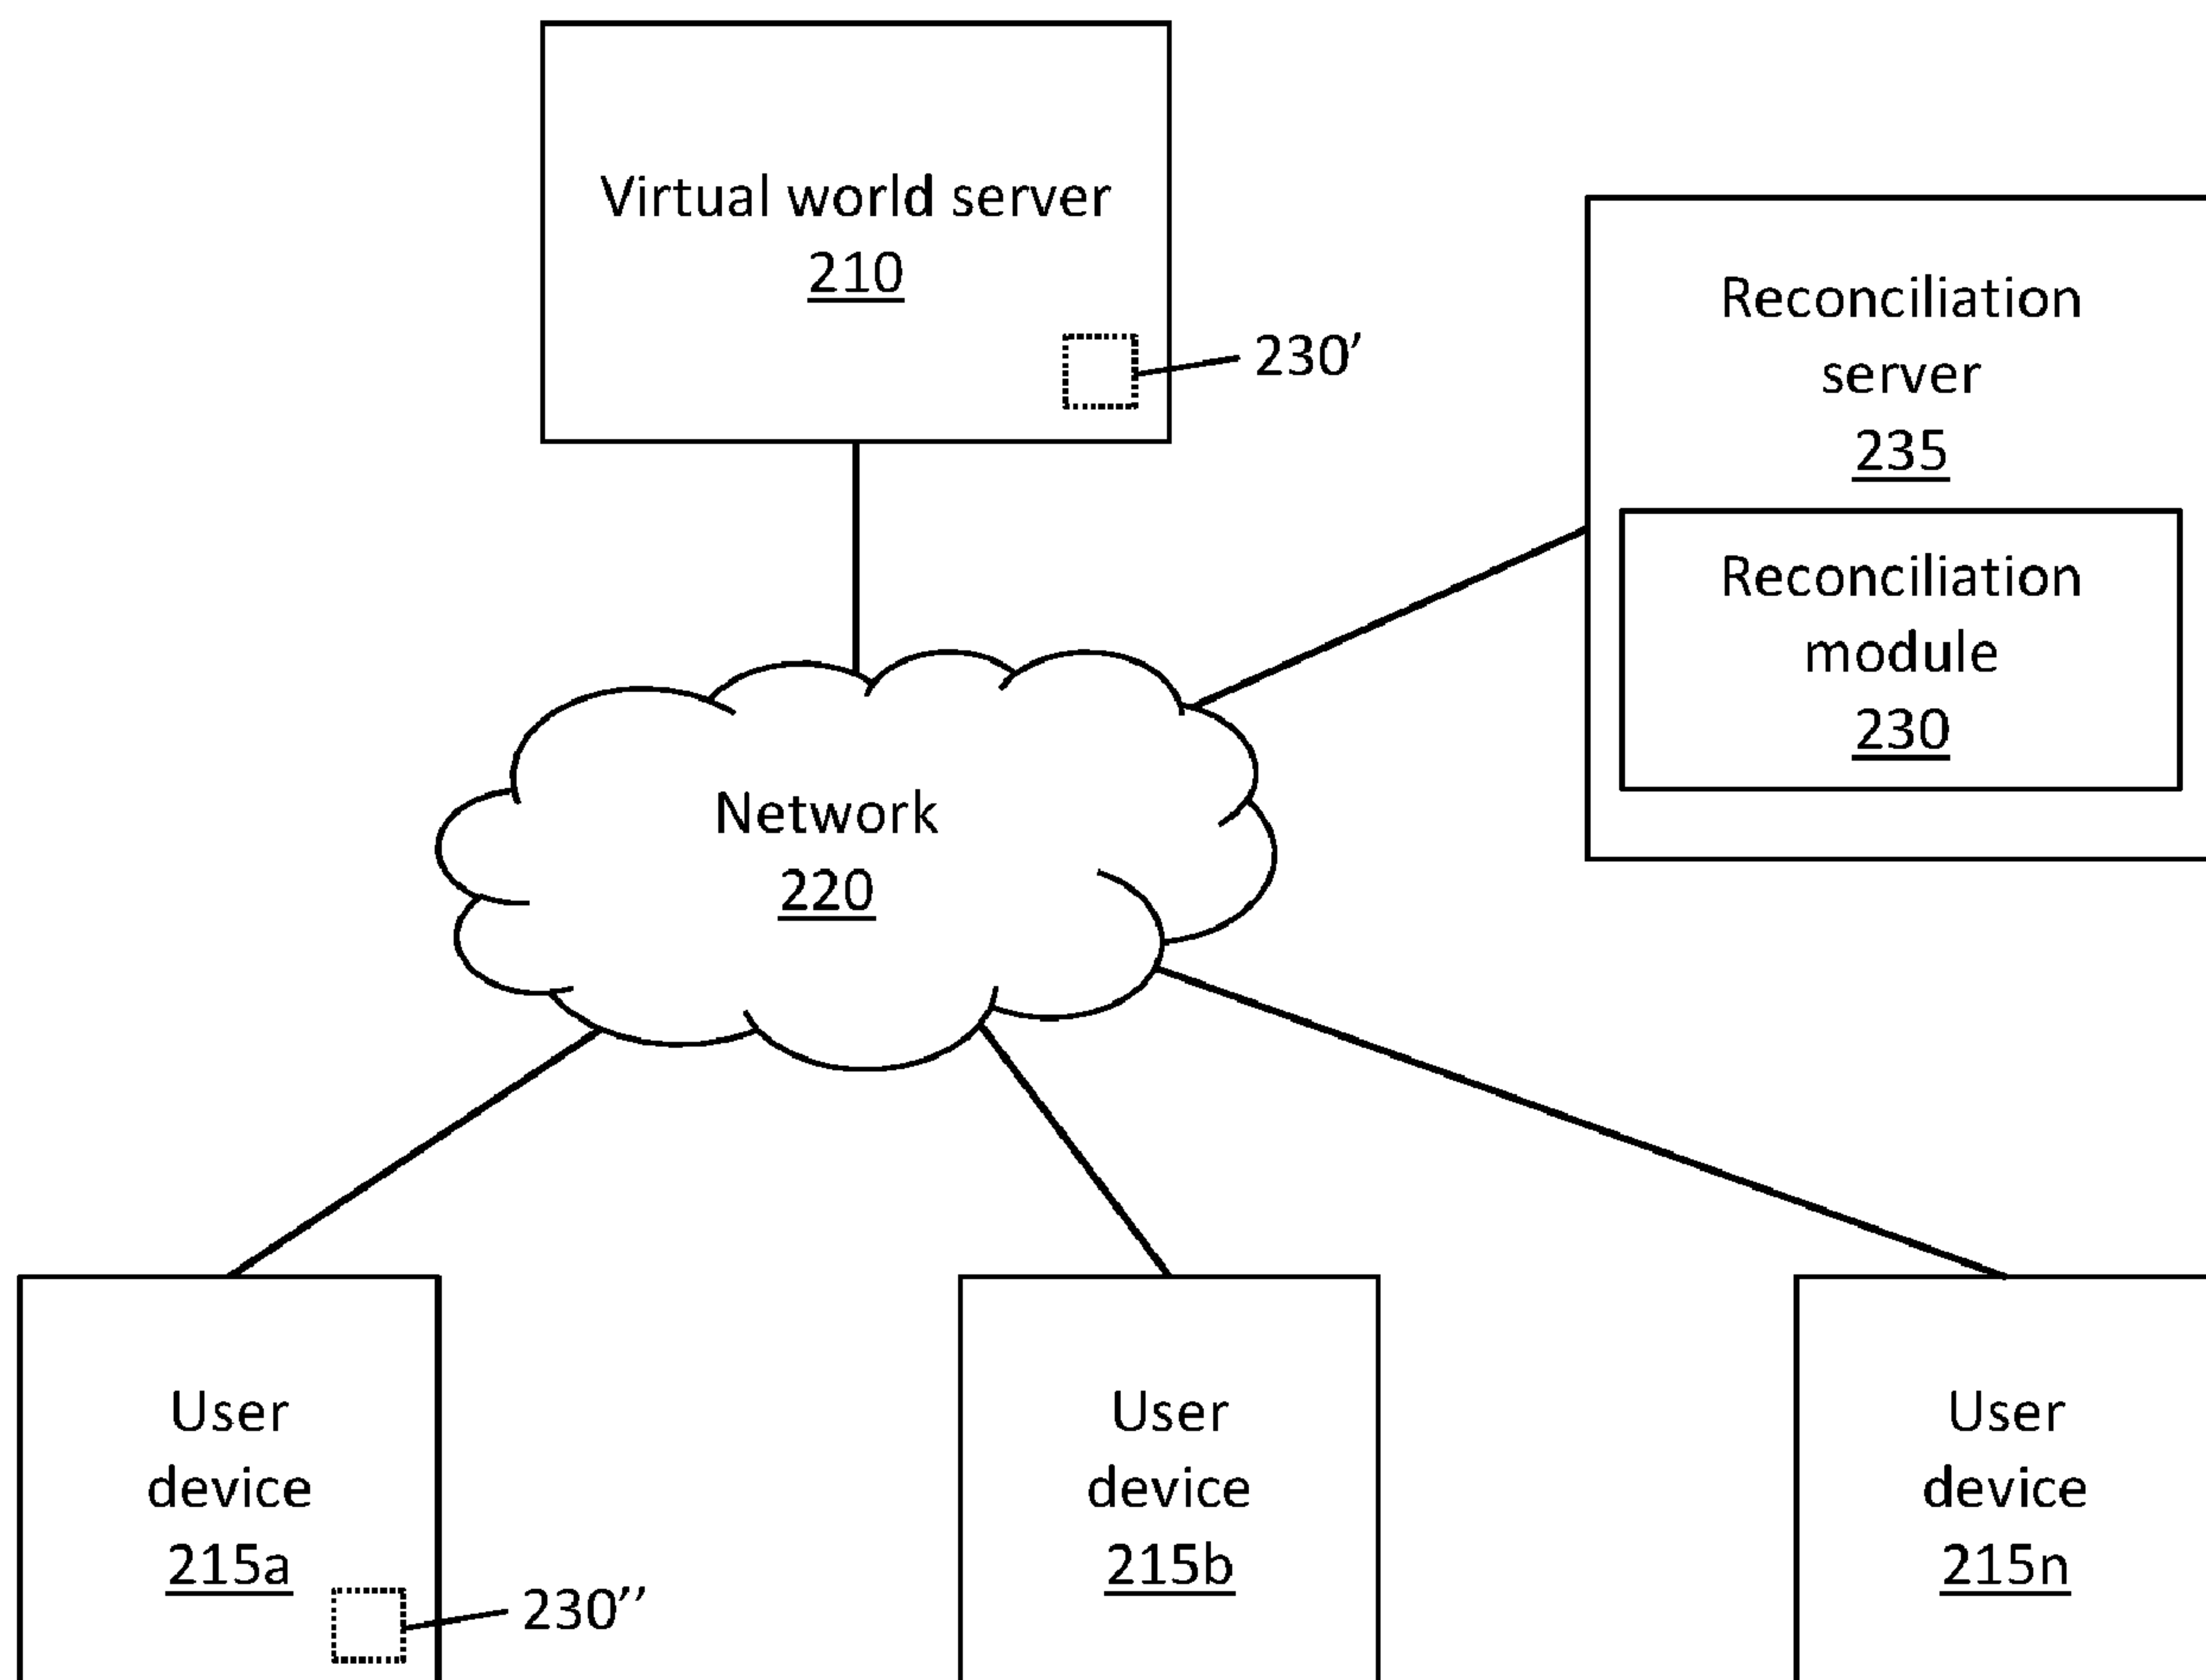 Virtual world server
210
230’
Reconciliation
server
235
Reconciliation
module
230
Network
220
User
device
215a
230’’
User
device
215b
User
device
215n